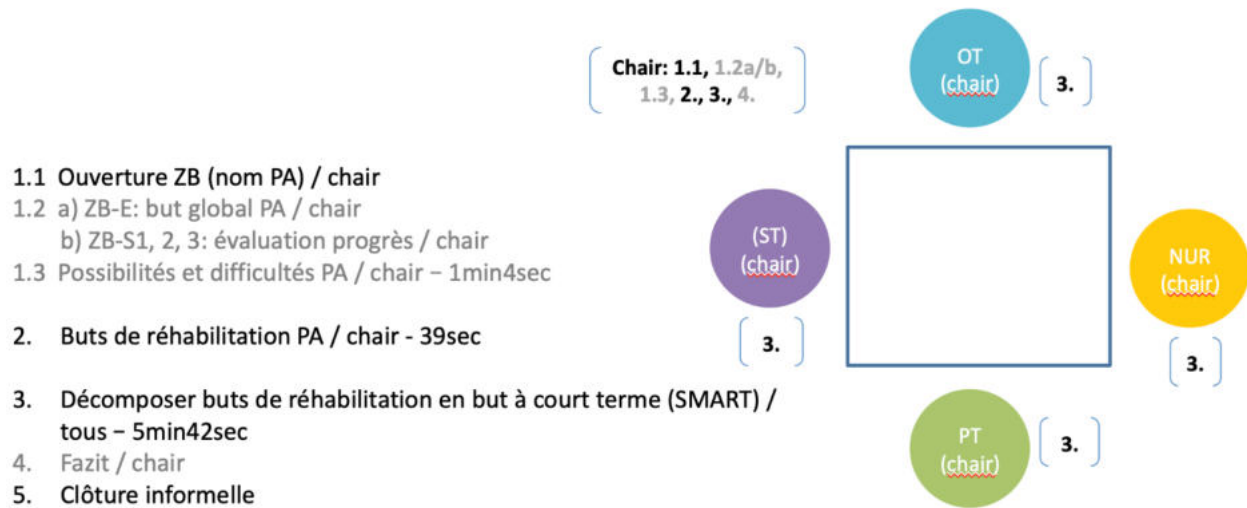 Chair: 1.1, 1.2a/b,
1.3, 2., 3., 4.
OT
(chair)
3.
1.1 Ouverture ZB (nom PA) / chair
1.2 a) ZB-E: but global PA / chair
b) ZB-S1, 2, 3: évaluation progrès / chair
1.3 Possibilités et difficultés PA / chair – 1min4sec
2. Buts de réhabilitation PA / chair - 39sec
3. Décomposer buts de réhabilitation en but à court terme (SMART) /
tous – 5min42sec
4. Fazit / chair
5. Clôture informelle
(ST)
(chair)
3.
NUR
(chair)
3.
PT
(chair)
3.